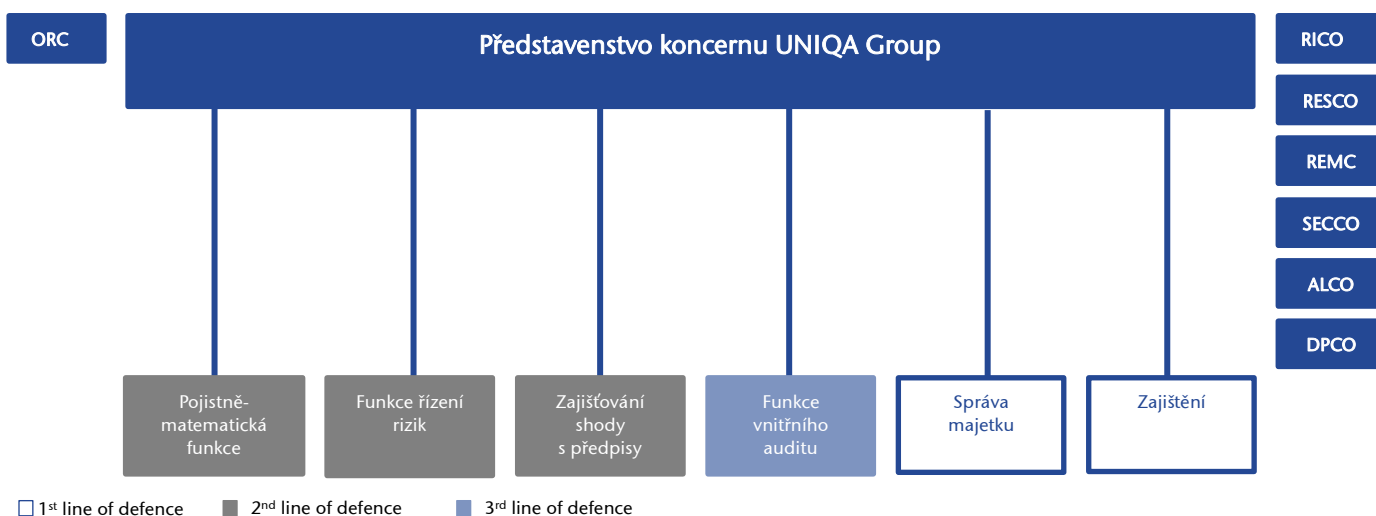 ORC
Představenstvo koncernu UNIQA Group
RICO
RESCO
REMC
SECCO
ALCO
DPCO
Pojistně-
matematická
funkce
Funkce řízení
rizik
Zajišťování
shody
s předpisy
Funkce
vnitřního
auditu
Správa
majetku
Zajištění
1st line of defence
2nd line of defence
3rd line of defence